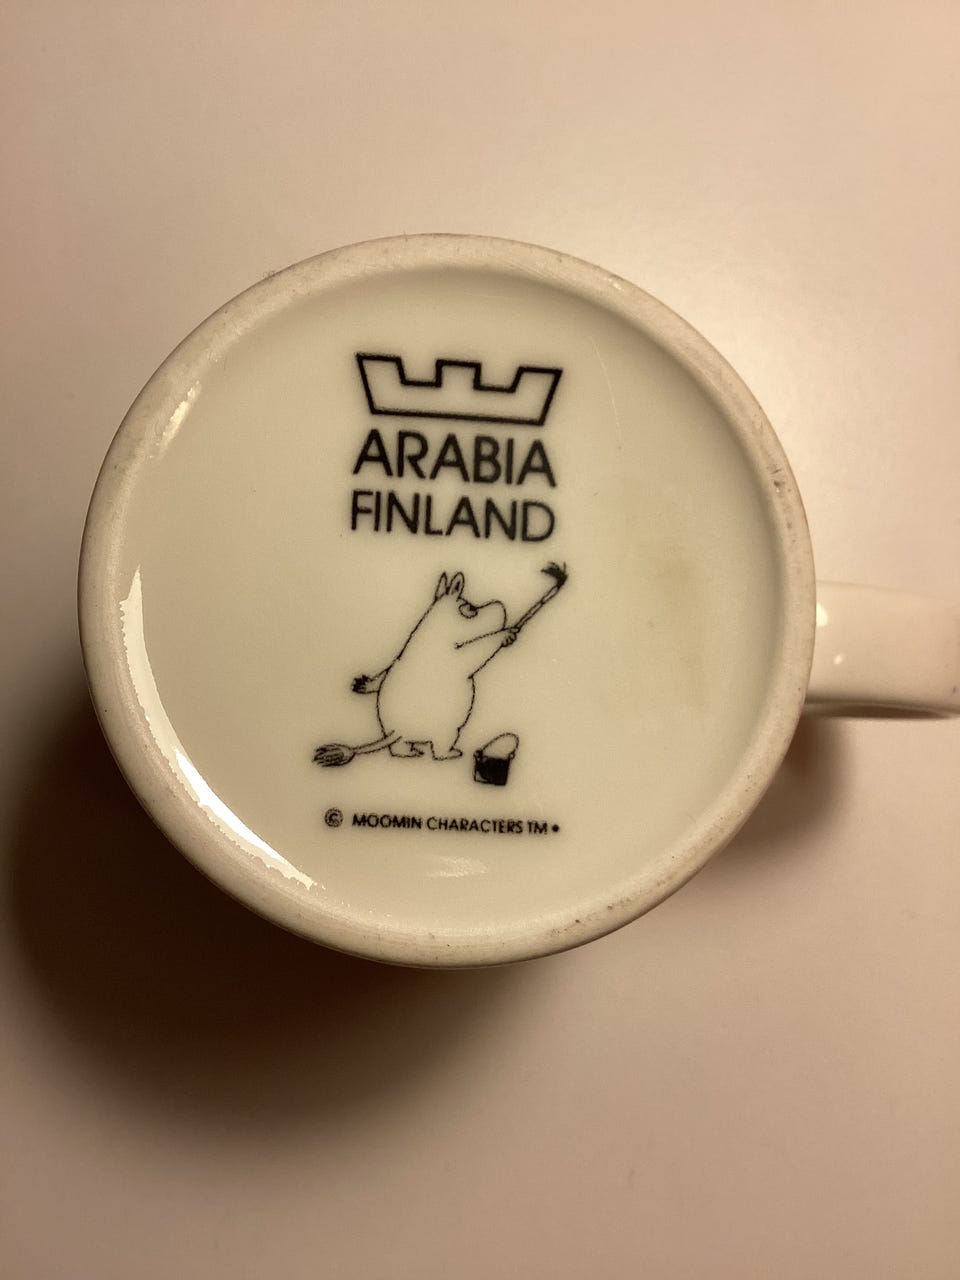 ARABIA
FINLAND
© MOOMIN CHARACTERS TM •